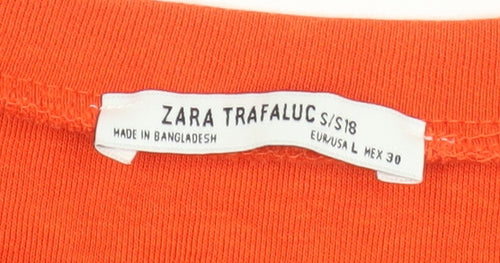 ZARA TRAFALUC S/S18
MADE IN BANGLADESH EUR/USA L MEX 30